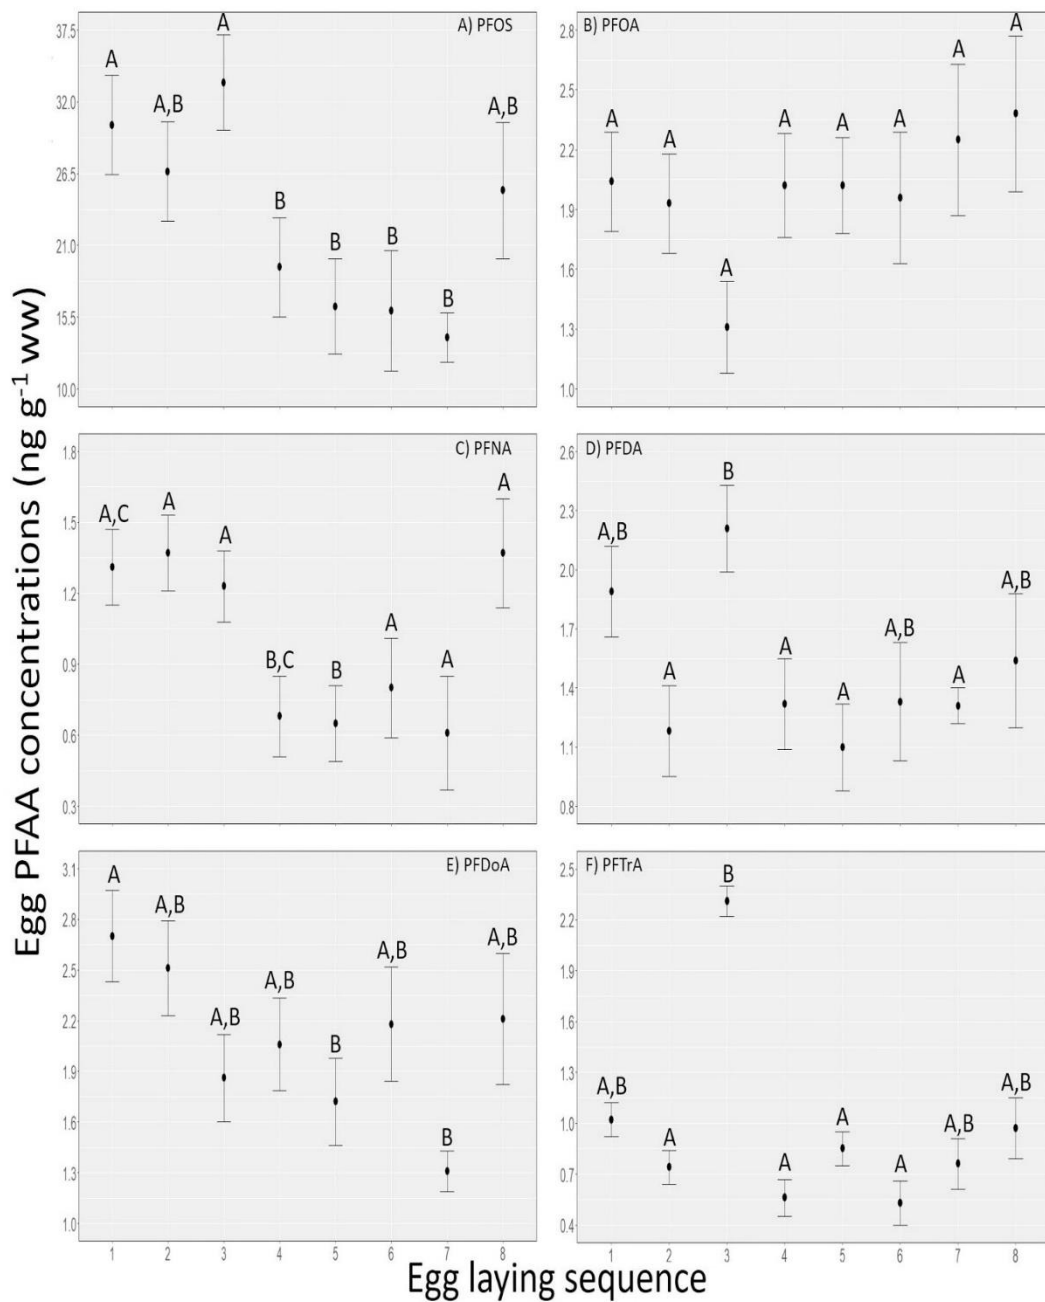 Egg PFAA concentrations (ng g⁻¹ ww)
A) PFOS
37.5
32.0
26.5
21.0
15.5
10.0
A
A,B
A
B
B
B
B
A,B
B) PFOA
2.8
2.5
2.2
1.9
1.6
1.3
1.0
A
A
A
A
A
A
A
A
C) PFNA
1.8
1.5
1.2
0.9
0.6
0.3
A,C
A
A
B,C
B
A
A
A
D) PFDA
2.6
2.3
2.0
1.7
1.4
1.1
0.8
A,B
A
B
A
A
A,B
A
A,B
E) PFDoA
3.1
2.8
2.5
2.2
1.9
1.6
1.3
1.0
A
A,B
A,B
A,B
B
A,B
B
A,B
1 2 3 4 5 6 7 8
F) PFTrA
2.5
2.2
1.9
1.6
1.3
1.0
0.7
0.4
A,B
A
B
A
A
A
A,B
A,B
1 2 3 4 5 6 7 8
Egg laying sequence